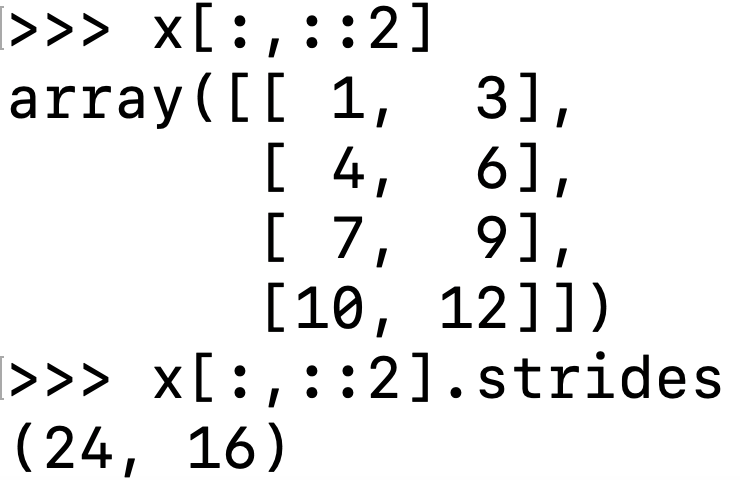 >>> x[:,::2]
array([[ 1,  3],
       [ 4,  6],
       [ 7,  9],
       [10, 12]])
>>> x[:,::2].strides
(24, 16)